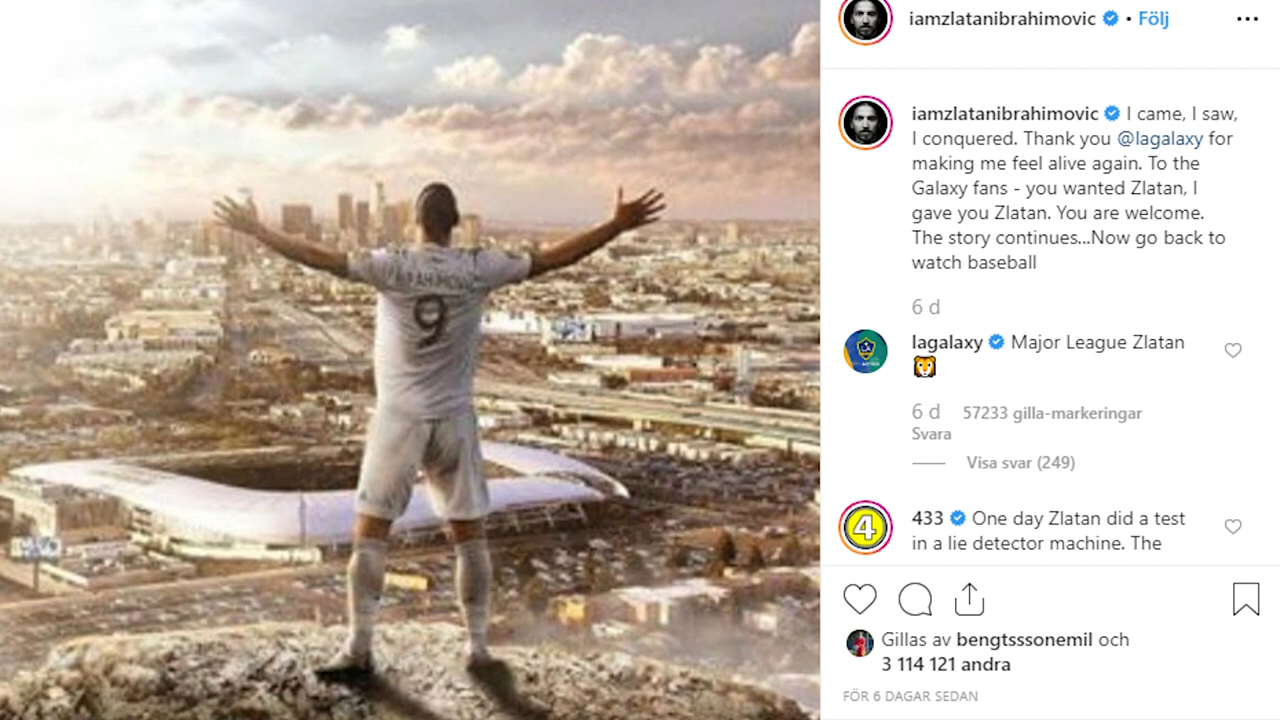 iamzlatanibrahimovic • Följ
iamzlatanibrahimovic I came, I saw,
I conquered. Thank you @lagalaxy for
making me feel alive again. To the
Galaxy fans - you wanted Zlatan, I
gave you Zlatan. You are welcome.
The story continues...Now go back to
watch baseball
6 d
lagalaxy Major League Zlatan
🦁
6 d 57233 gilla-markeringar
Svara
Visa svar (249)
4
433 One day Zlatan did a test
in a lie detector machine. The
Gillas av bengtsssonemil och
3 114 121 andra
FÖR 6 DAGAR SEDAN
9